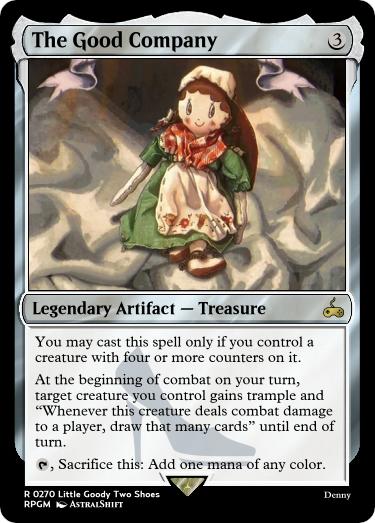 The Good Company 3
Legendary Artifact — Treasure
You may cast this spell only if you control a
creature with four or more counters on it.
At the beginning of combat on your turn,
target creature you control gains trample and
“Whenever this creature deals combat damage
to a player, draw that many cards” until end of
turn.
, Sacrifice this: Add one mana of any color.
R 0270 Little Goody Two Shoes
RPGM AstralShift
Denny